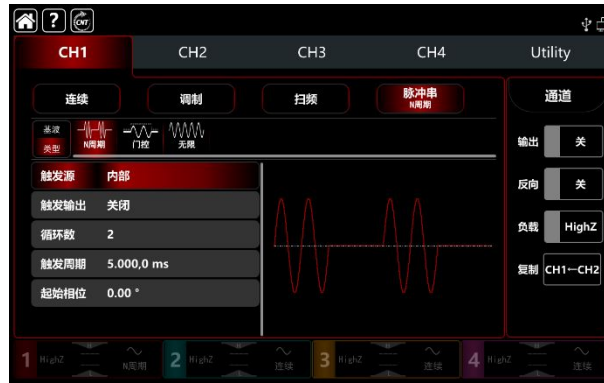 ? CNT
CH1 CH2 CH3 CH4 Utility
连续 调制 扫频 脉冲串 通道
N周期
基波
类型 N周期 门控 无限
输出 关
触发源 内部
反向 关
触发输出 关闭
循环数 2
负载 HighZ
触发周期 5.000,0 ms
复制 CH1←CH2
起始相位 0.00 °
1 HighZ N周期 2 HighZ 连续 3 HighZ 连续 4 HighZ 连续